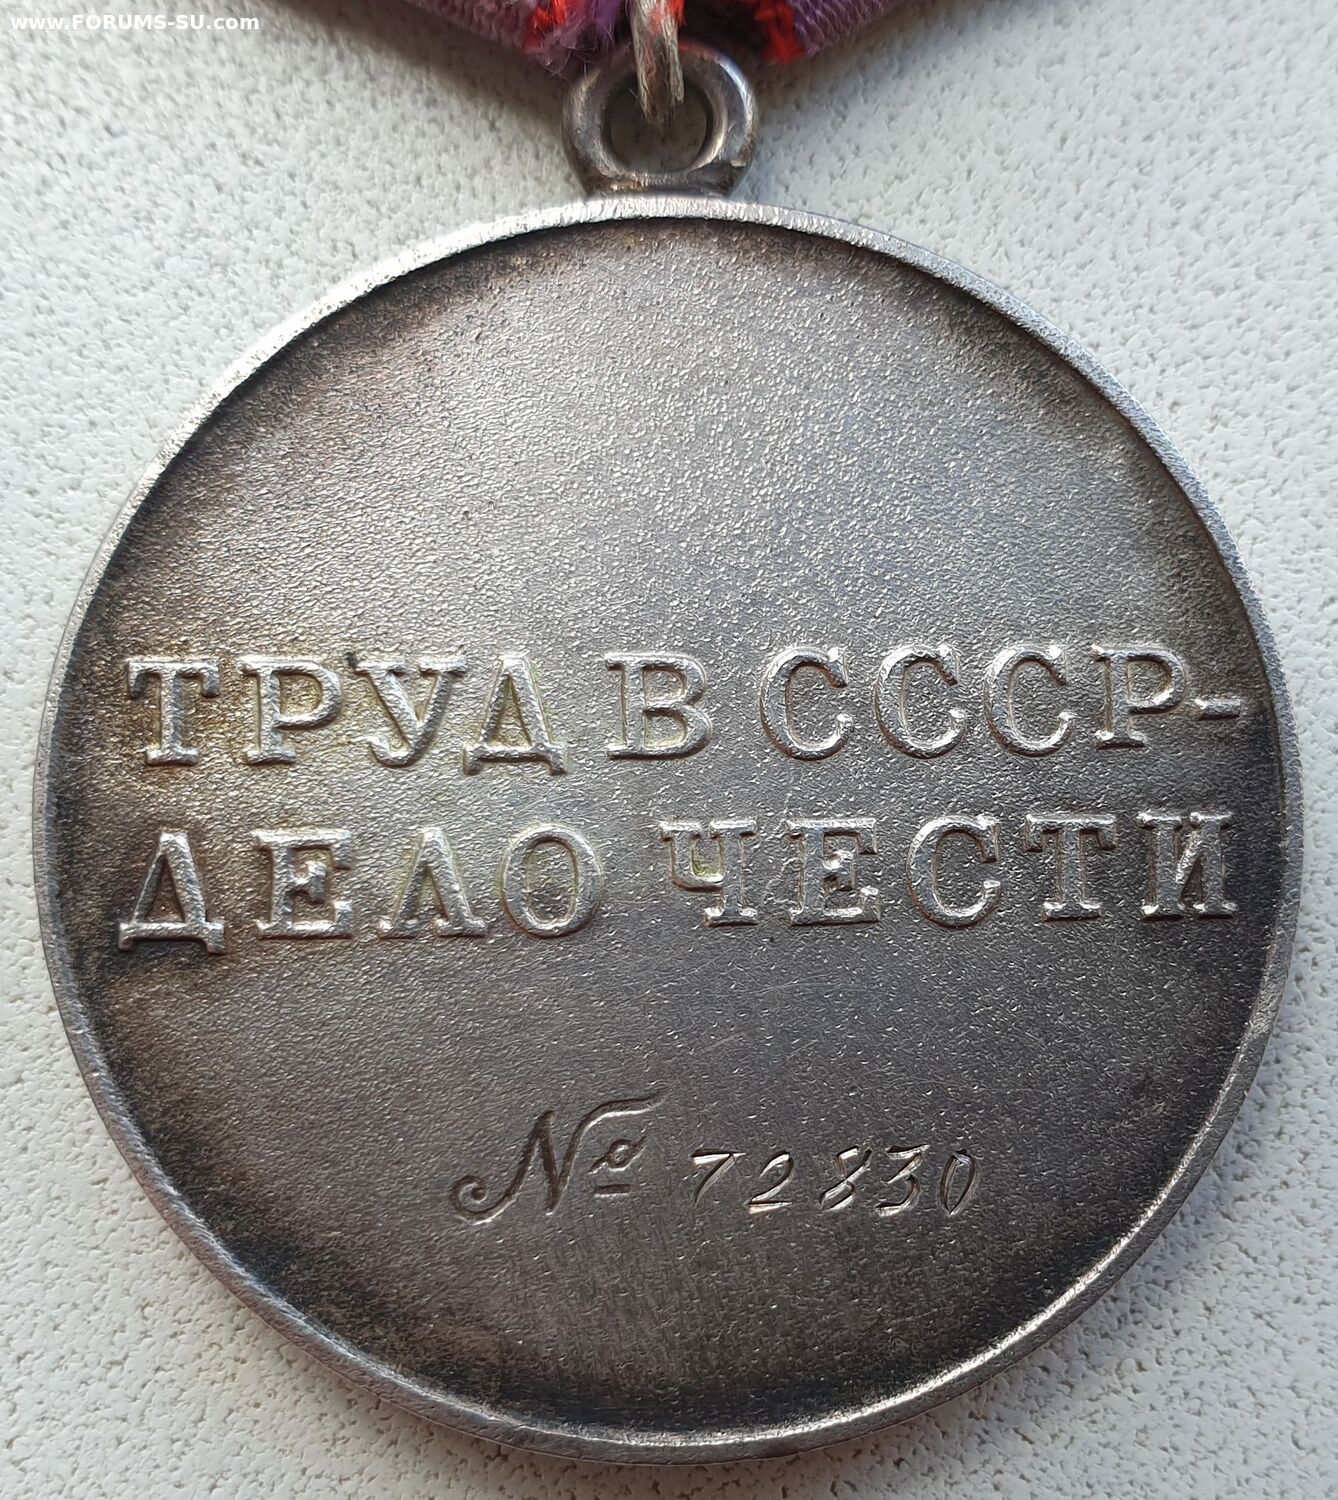 www.FORUMS-SU.com
ТРУД В СССР-
ДЕЛО ЧЕСТИ
№ 72830